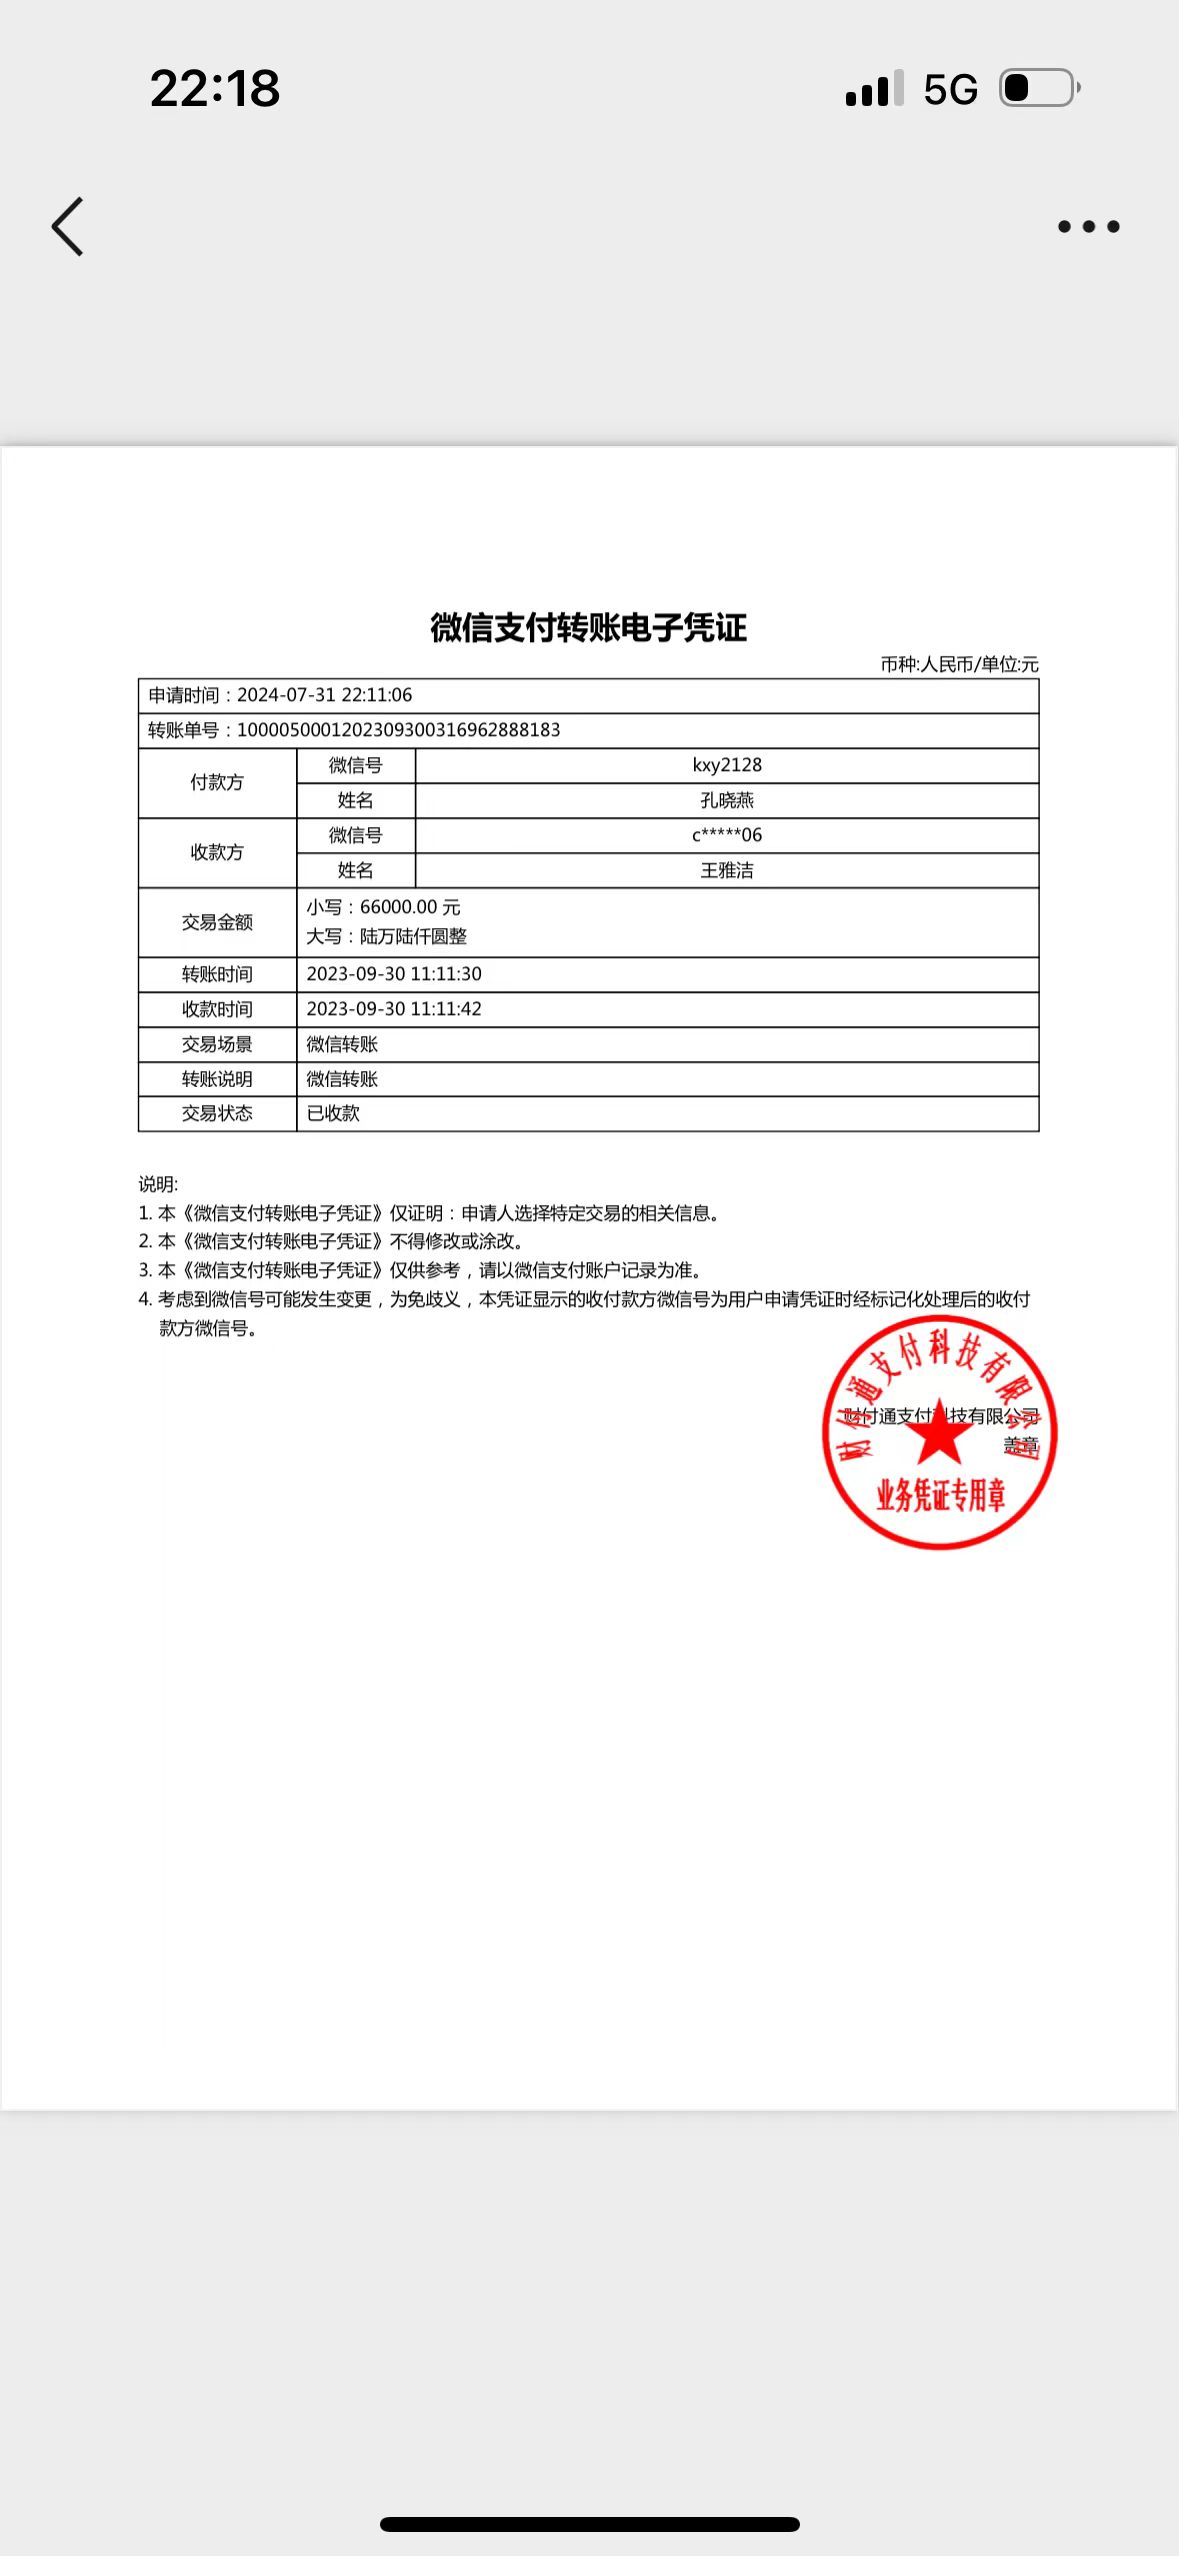 22:18
5G
微信支付转账电子凭证
币种:人民币/单位:元
申请时间：2024-07-31 22:11:06
转账单号：1000050001202309300316962888183
付款方 微信号 kxy2128
姓名 孔晓燕
收款方 微信号 c*****06
姓名 王雅洁
交易金额 小写：66000.00 元
大写：陆万陆仟圆整
转账时间 2023-09-30 11:11:30
收款时间 2023-09-30 11:11:42
交易场景 微信转账
转账说明 微信转账
交易状态 已收款
说明:
1. 本《微信支付转账电子凭证》仅证明：申请人选择特定交易的相关信息。
2. 本《微信支付转账电子凭证》不得修改或涂改。
3. 本《微信支付转账电子凭证》仅供参考，请以微信支付账户记录为准。
4. 考虑到微信号可能发生变更，为免歧义，本凭证显示的收付款方微信号为用户申请凭证时经标记化处理后的收付
款方微信号。
财付通支付科技有限公司
财付通支付科技有限公司
盖章
业务凭证专用章